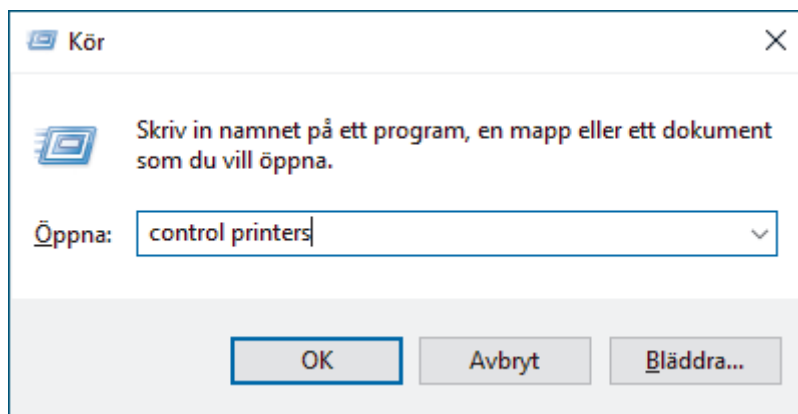 Kör
Skriv in namnet på ett program, en mapp eller ett dokument
som du vill öppna.
Öppna: control printers
OK Avbryt Bläddra...